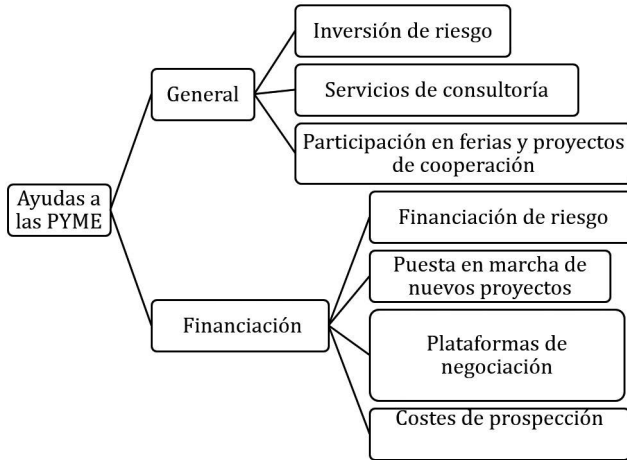 Inversión de riesgo
General
Servicios de consultoría
Participación en ferias y proyectos
de cooperación
Ayudas a
las PYME
Financiación de riesgo
Puesta en marcha de
nuevos proyectos
Financiación
Plataformas de
negociación
Costes de prospección